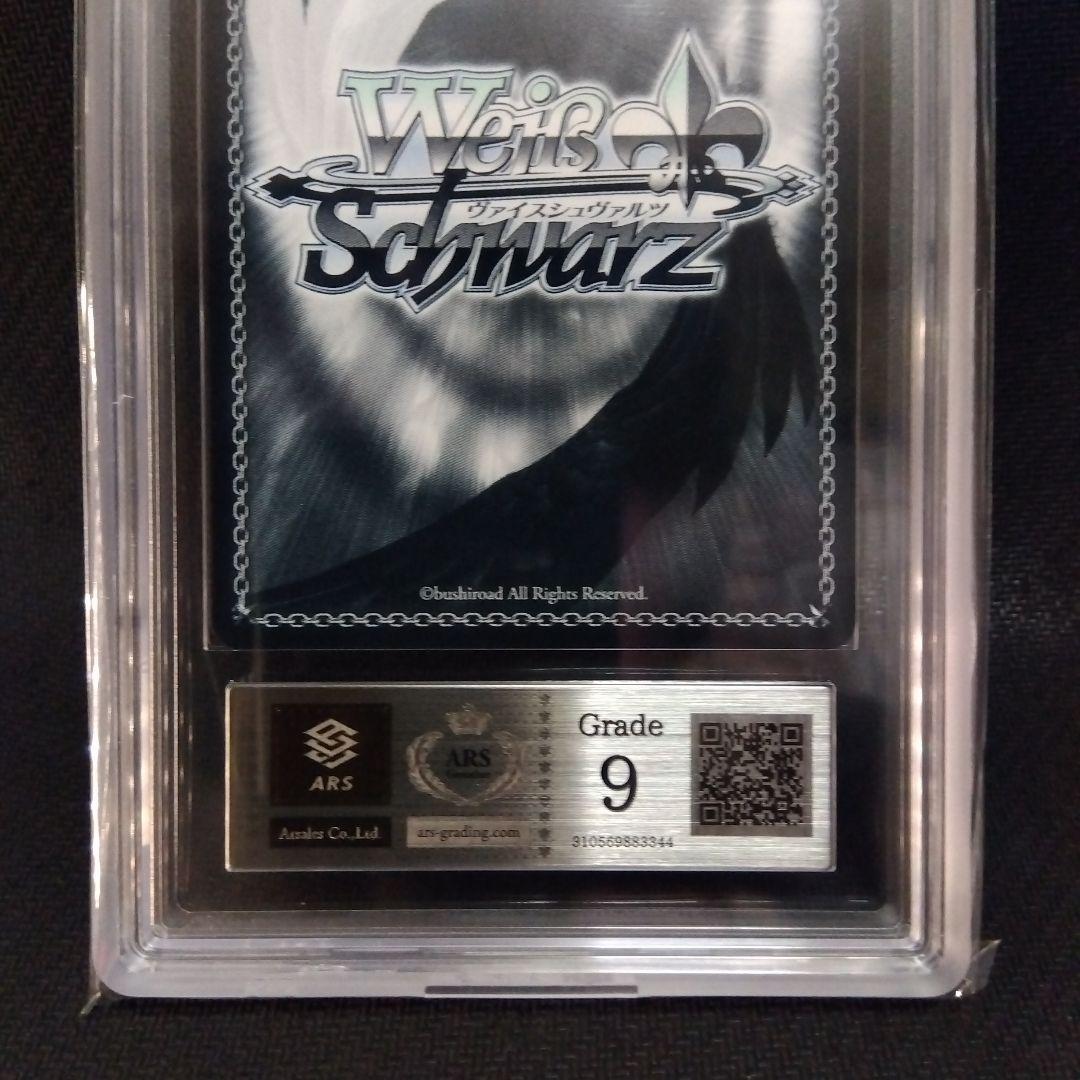 Weiß
Schwarz
ヴァイスシュヴァルツ
©bushiroad All Rights Reserved.
ARS
Arsales Co.,Ltd.
ARS
ars-grading.com
Grade
9
310569883344